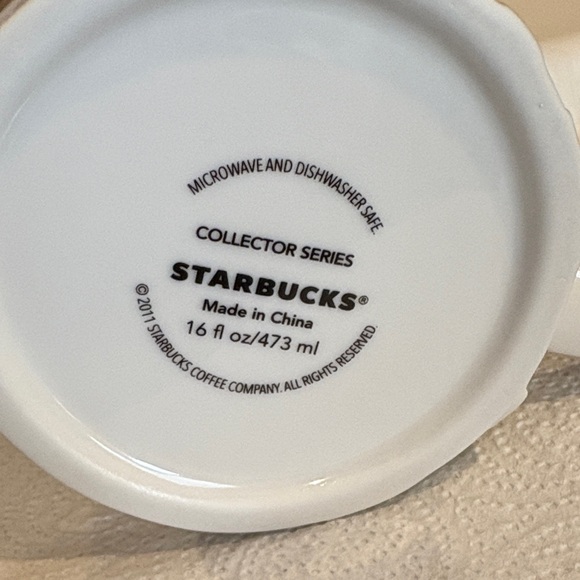 MICROWAVE AND DISHWASHER SAFE.
COLLECTOR SERIES
STARBUCKS®
Made in China
16 fl oz/473 ml
© 2011 STARBUCKS COFFEE COMPANY. ALL RIGHTS RESERVED.